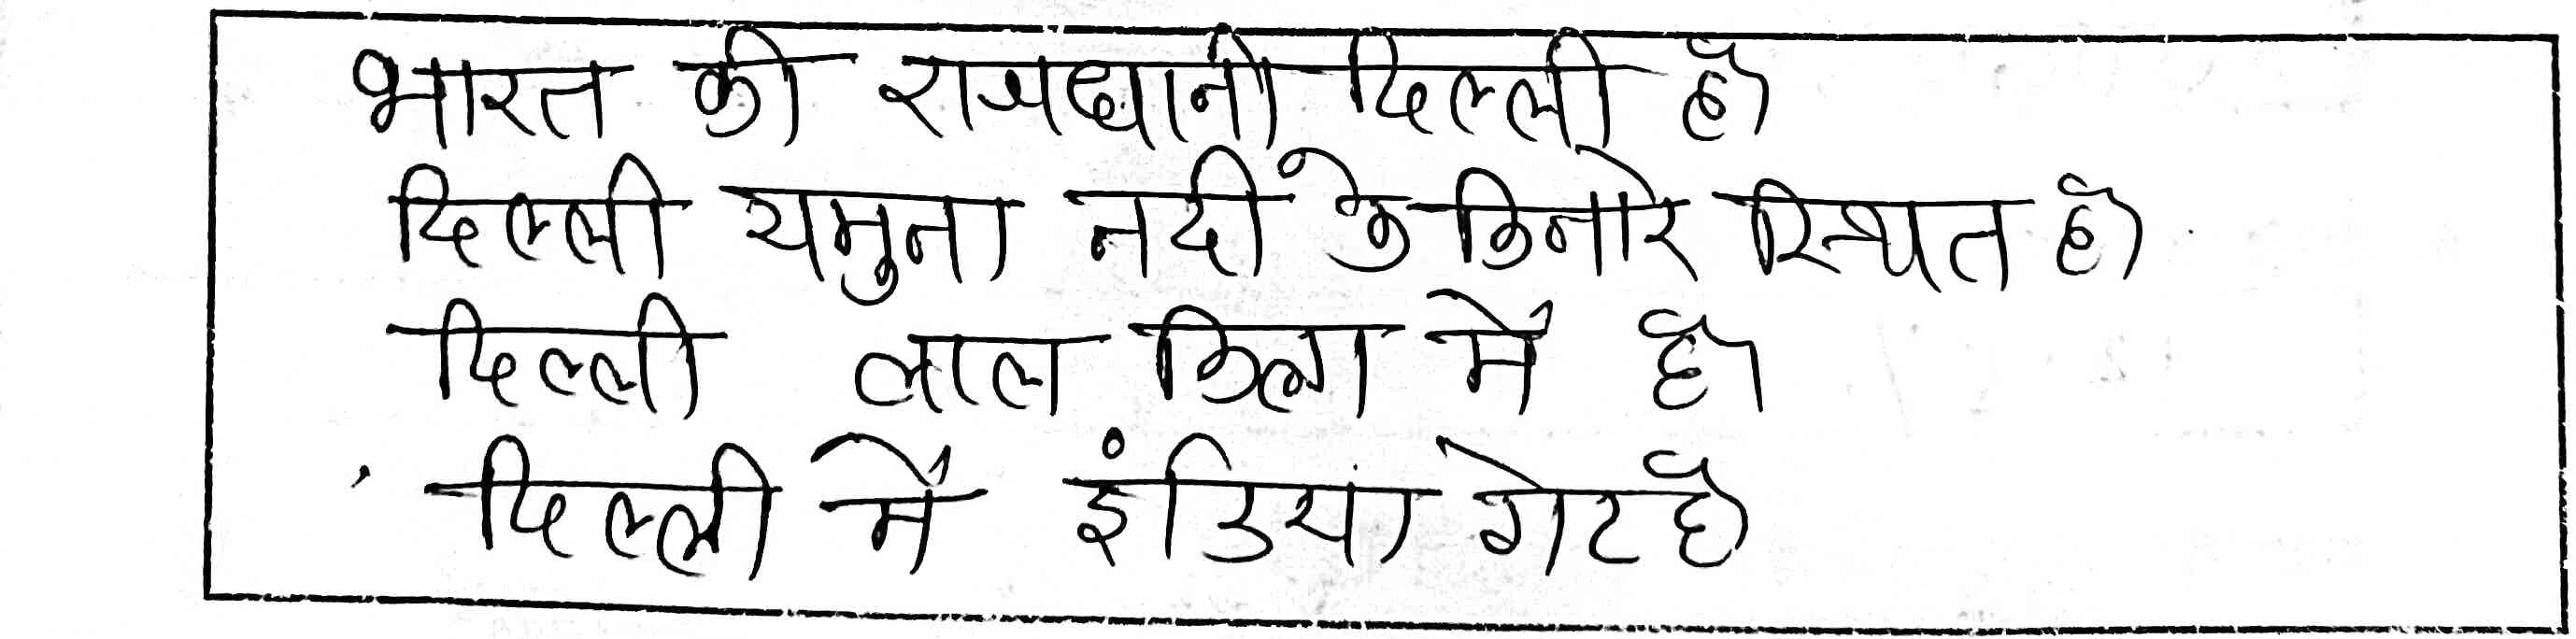 भारत की राजधानी दिल्ली है।
दिल्ली यमुना नदी के किनारे स्थित है।
दिल्ली लाल किला में है।
दिल्ली में इंडिया गेट है।